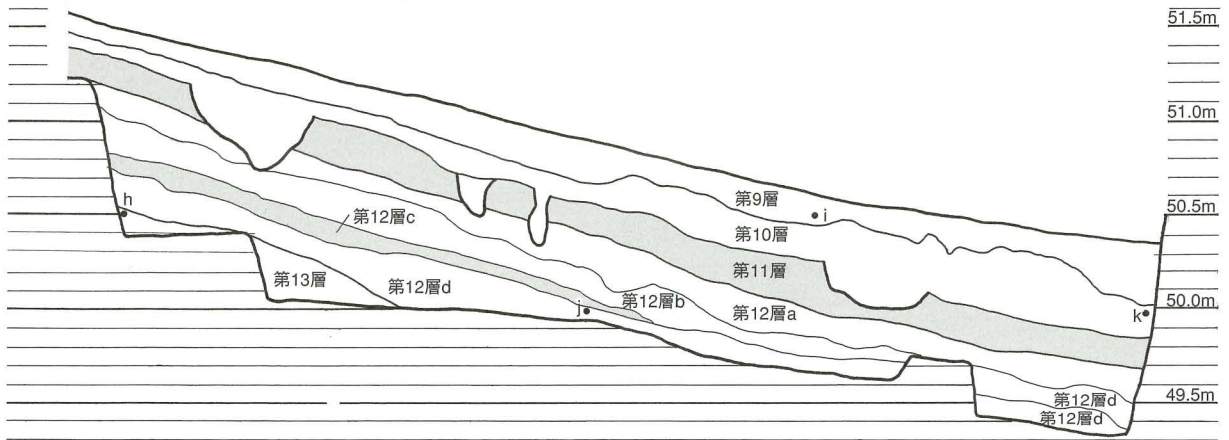 51.5m
51.0m
第9層
i
50.5m
h
第12層c
第10層
第11層
第13層
第12層d
j
第12層b
第12層a
50.0m
k
49.5m
第12層d
第12層d